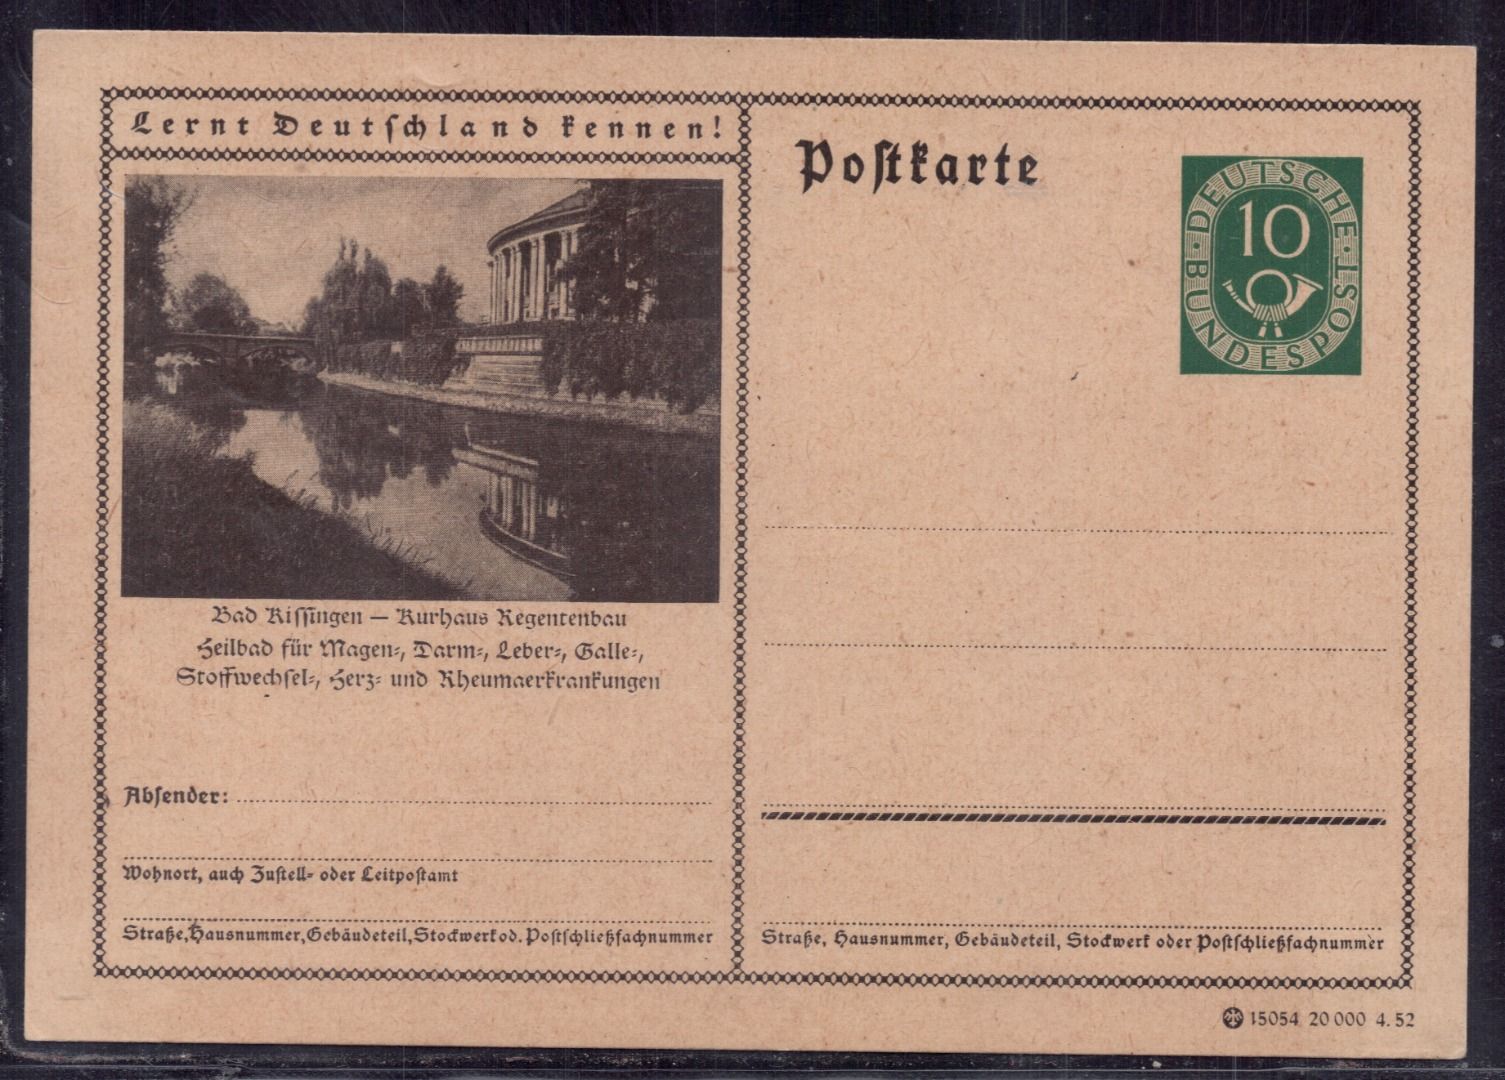 Lernt Deutschland kennen!
Bad Kissingen — Kurhaus Regentenbau
Heilbad für Magen-, Darm-, Leber-, Galle-,
Stoffwechsel-, Herz- und Rheumaerkrankungen
Absender:
Wohnort, auch Zustell- oder Leitpostamt
Straße, Hausnummer, Gebäudeteil, Stockwerk od. Postschließfachnummer
Postkarte
10
DEUTSCHE
BUNDESPOST
Straße, Hausnummer, Gebäudeteil, Stockwerk oder Postschließfachnummer
15054 20 000 4. 52